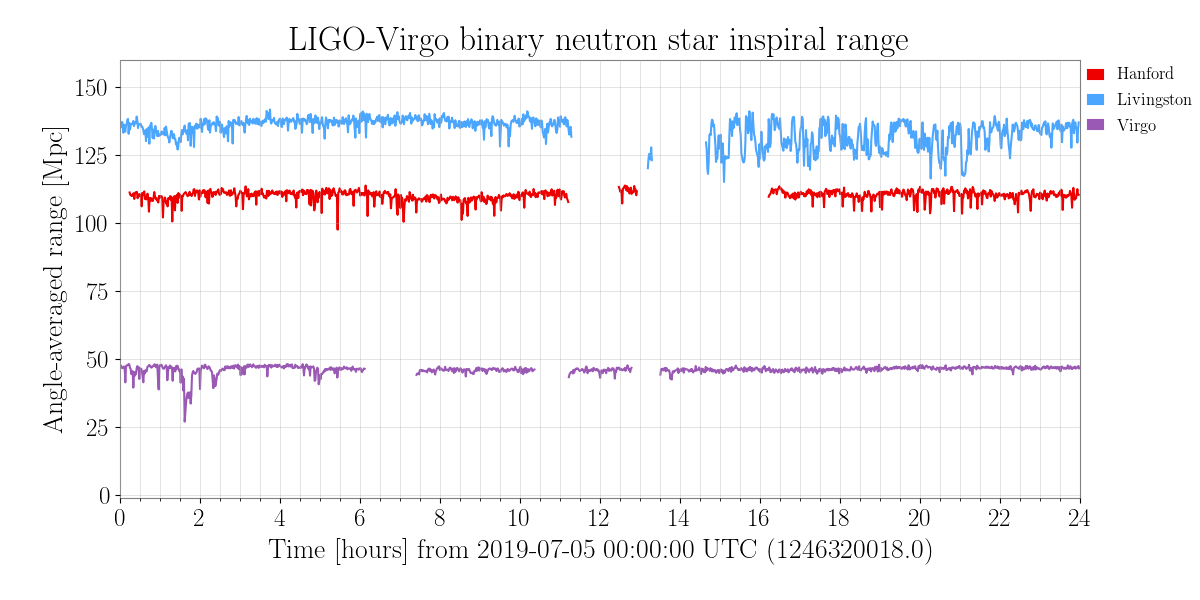 LIGO-Virgo binary neutron star inspiral range
Angle-averaged range [Mpc]
150
125
100
75
50
25
0
0 2 4 6 8 10 12 14 16 18 20 22 24
Time [hours] from 2019-07-05 00:00:00 UTC (1246320018.0)
Hanford
Livingston
Virgo